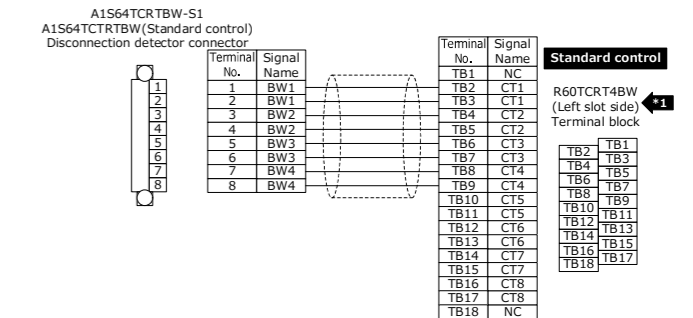 A1S64TCRTBW-S1
A1S64TCTRTBW(Standard control)
Disconnection detector connector
1
2
3
4
5
6
7
8
Terminal No. Signal Name
1 BW1
2 BW1
3 BW2
4 BW2
5 BW3
6 BW3
7 BW4
8 BW4
Terminal No. Signal Name
TB1 NC
TB2 CT1
TB3 CT1
TB4 CT2
TB5 CT2
TB6 CT3
TB7 CT3
TB8 CT4
TB9 CT4
TB10 CT5
TB11 CT5
TB12 CT6
TB13 CT6
TB14 CT7
TB15 CT7
TB16 CT8
TB17 CT8
TB18 NC
Standard control
R60TCRT4BW
(Left slot side) *1
Terminal block
TB1
TB2
TB3
TB4
TB5
TB6
TB7
TB8
TB9
TB10
TB11
TB12
TB13
TB14
TB15
TB16
TB17
TB18